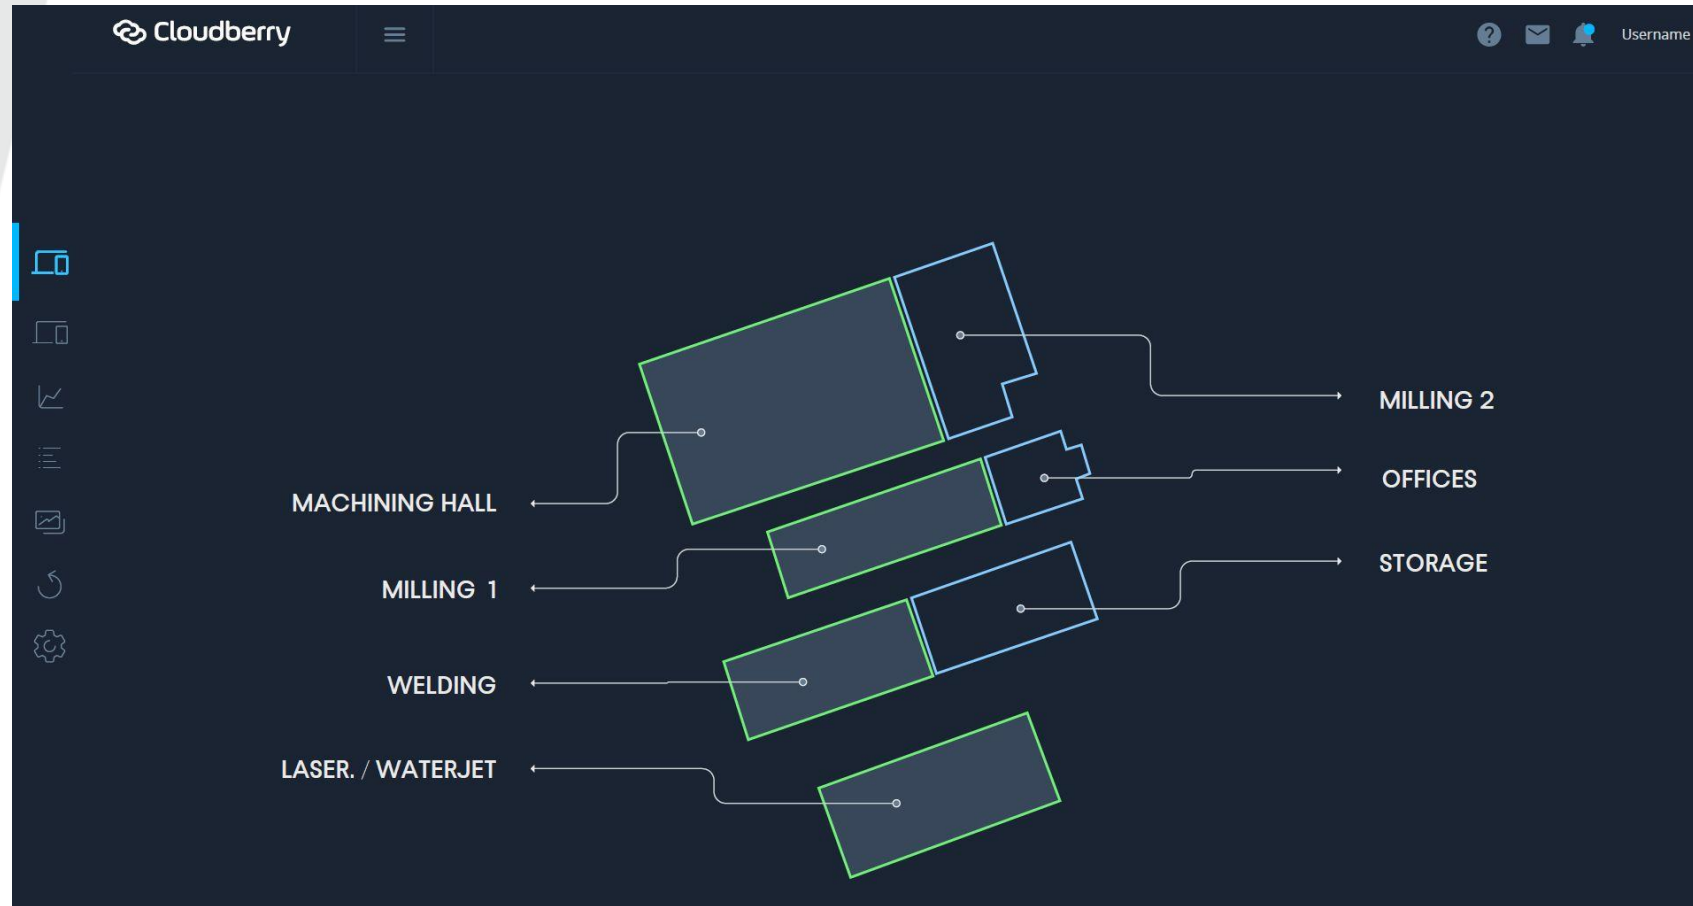 Cloudberry
Username
MILLING 2
OFFICES
MACHINING HALL
STORAGE
MILLING 1
WELDING
LASER. / WATERJET